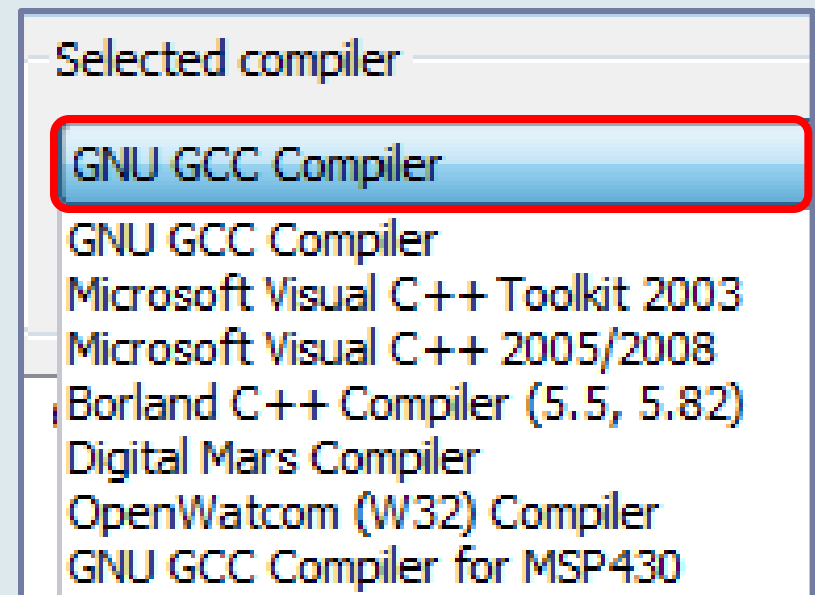 Selected compiler
GNU GCC Compiler
GNU GCC Compiler
Microsoft Visual C++ Toolkit 2003
Microsoft Visual C++ 2005/2008
Borland C++ Compiler (5.5, 5.82)
Digital Mars Compiler
OpenWatcom (W32) Compiler
GNU GCC Compiler for MSP430